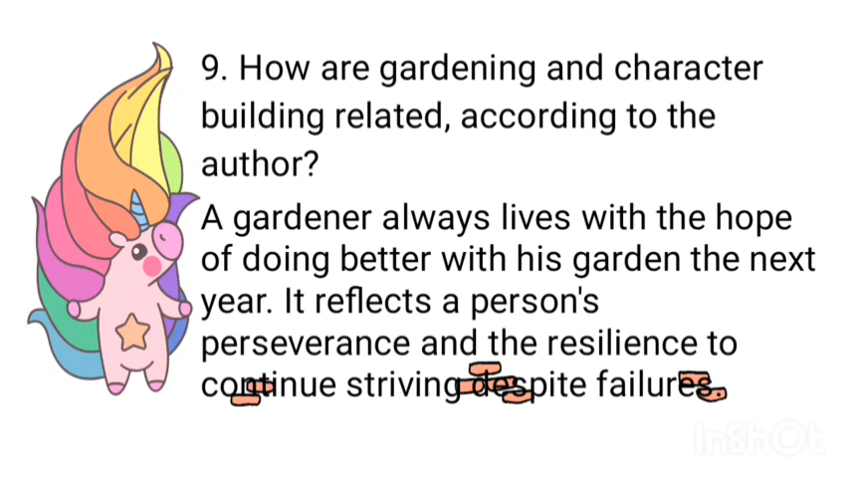 9. How are gardening and character
building related, according to the
author?
A gardener always lives with the hope
of doing better with his garden the next
year. It reflects a person's
perseverance and the resilience to
continue striving despite failures.
InShOt